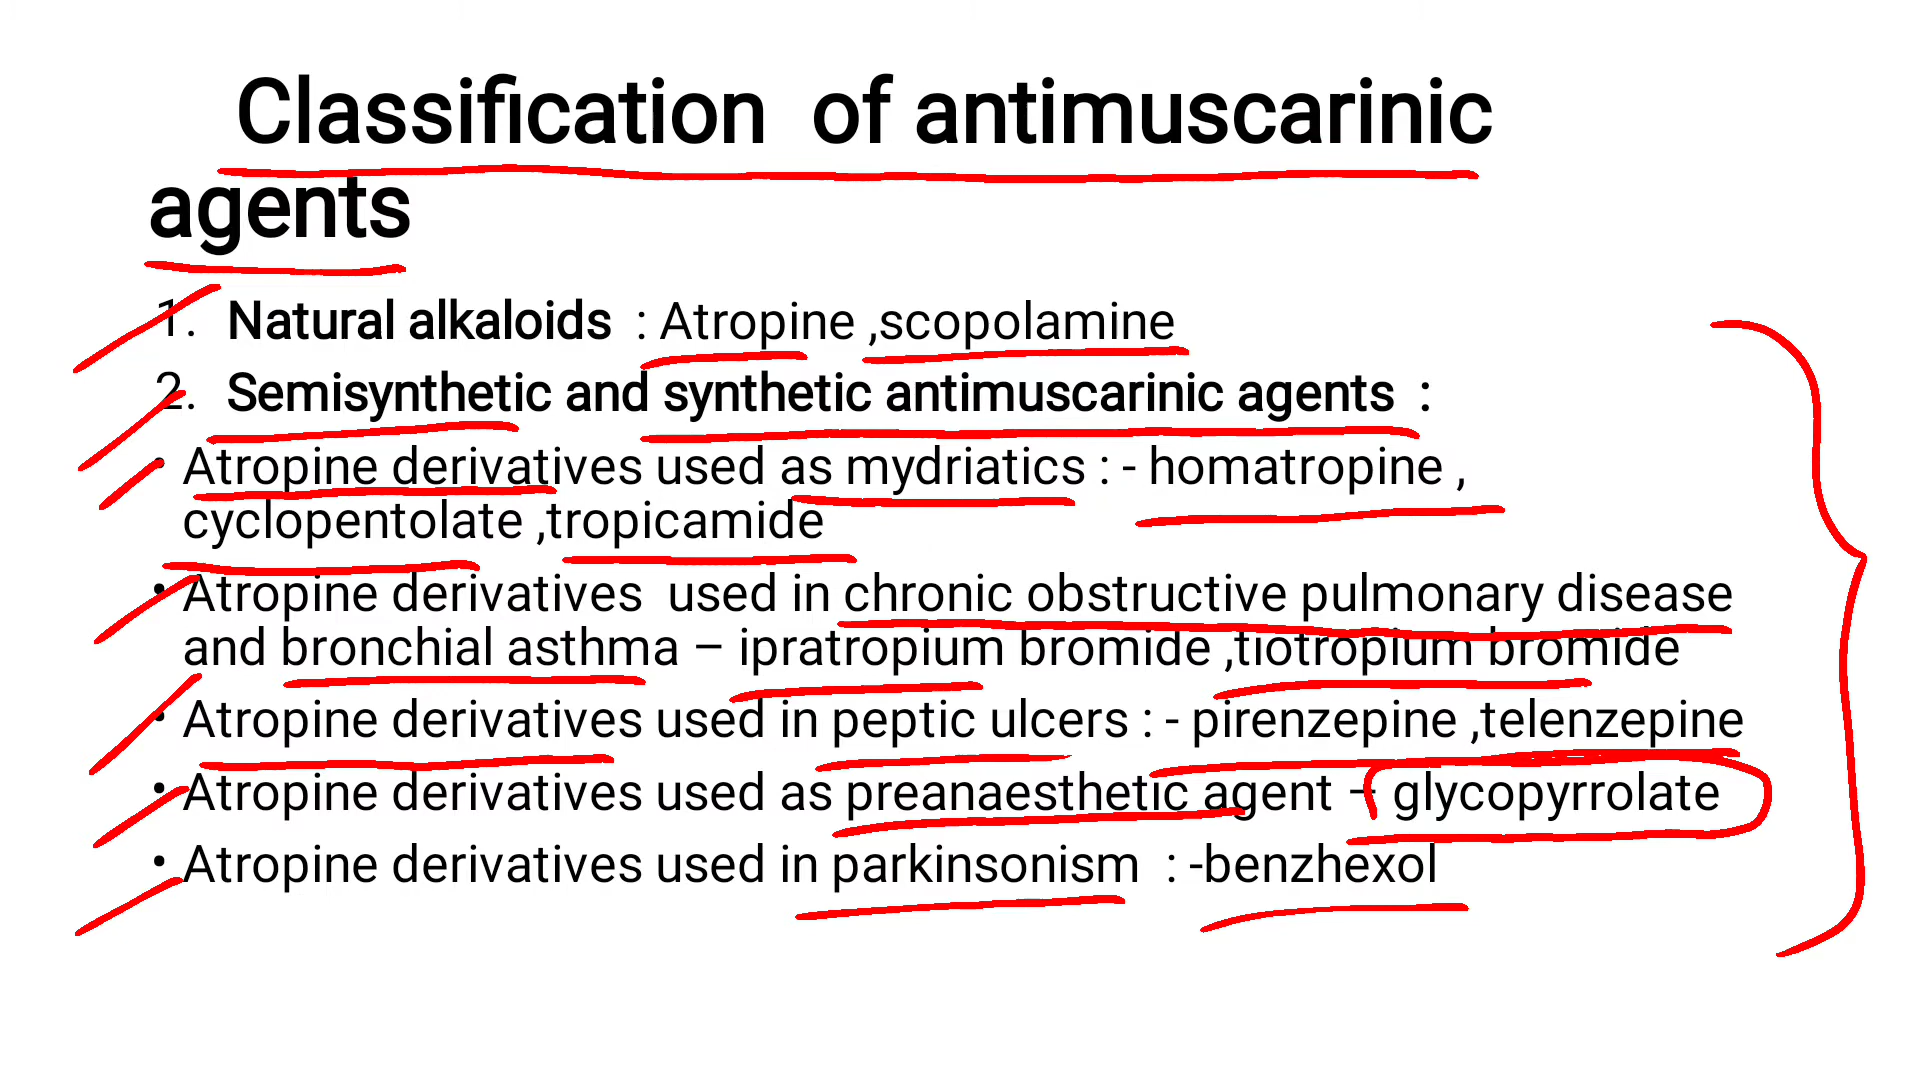 Classification of antimuscarinic
agents
1. Natural alkaloids : Atropine ,scopolamine
2. Semisynthetic and synthetic antimuscarinic agents :
• Atropine derivatives used as mydriatics : - homatropine ,
cyclopentolate ,tropicamide
• Atropine derivatives used in chronic obstructive pulmonary disease
and bronchial asthma – ipratropium bromide ,tiotropium bromide
• Atropine derivatives used in peptic ulcers : - pirenzepine ,telenzepine
• Atropine derivatives used as preanaesthetic agent – glycopyrrolate
• Atropine derivatives used in parkinsonism : -benzhexol